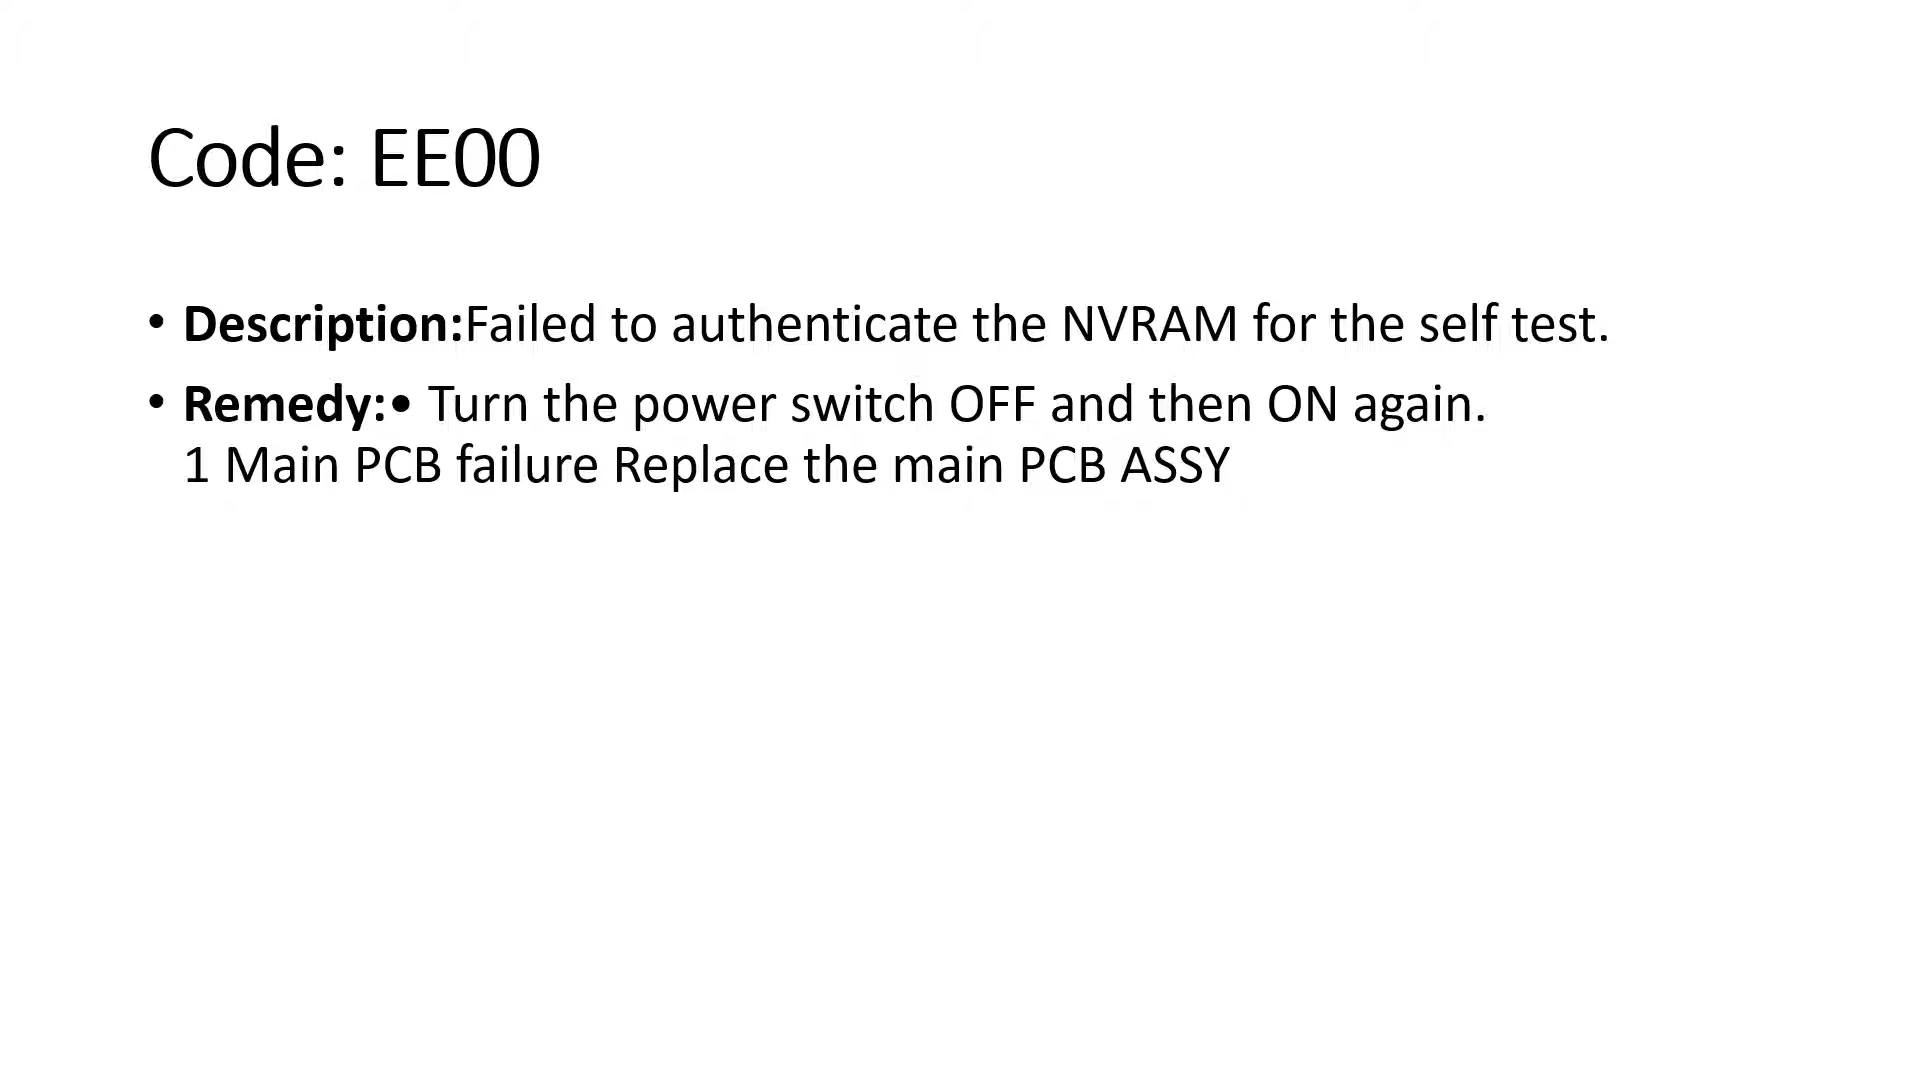 Code: EE00
• Description:Failed to authenticate the NVRAM for the self test.
• Remedy:• Turn the power switch OFF and then ON again.
1 Main PCB failure Replace the main PCB ASSY